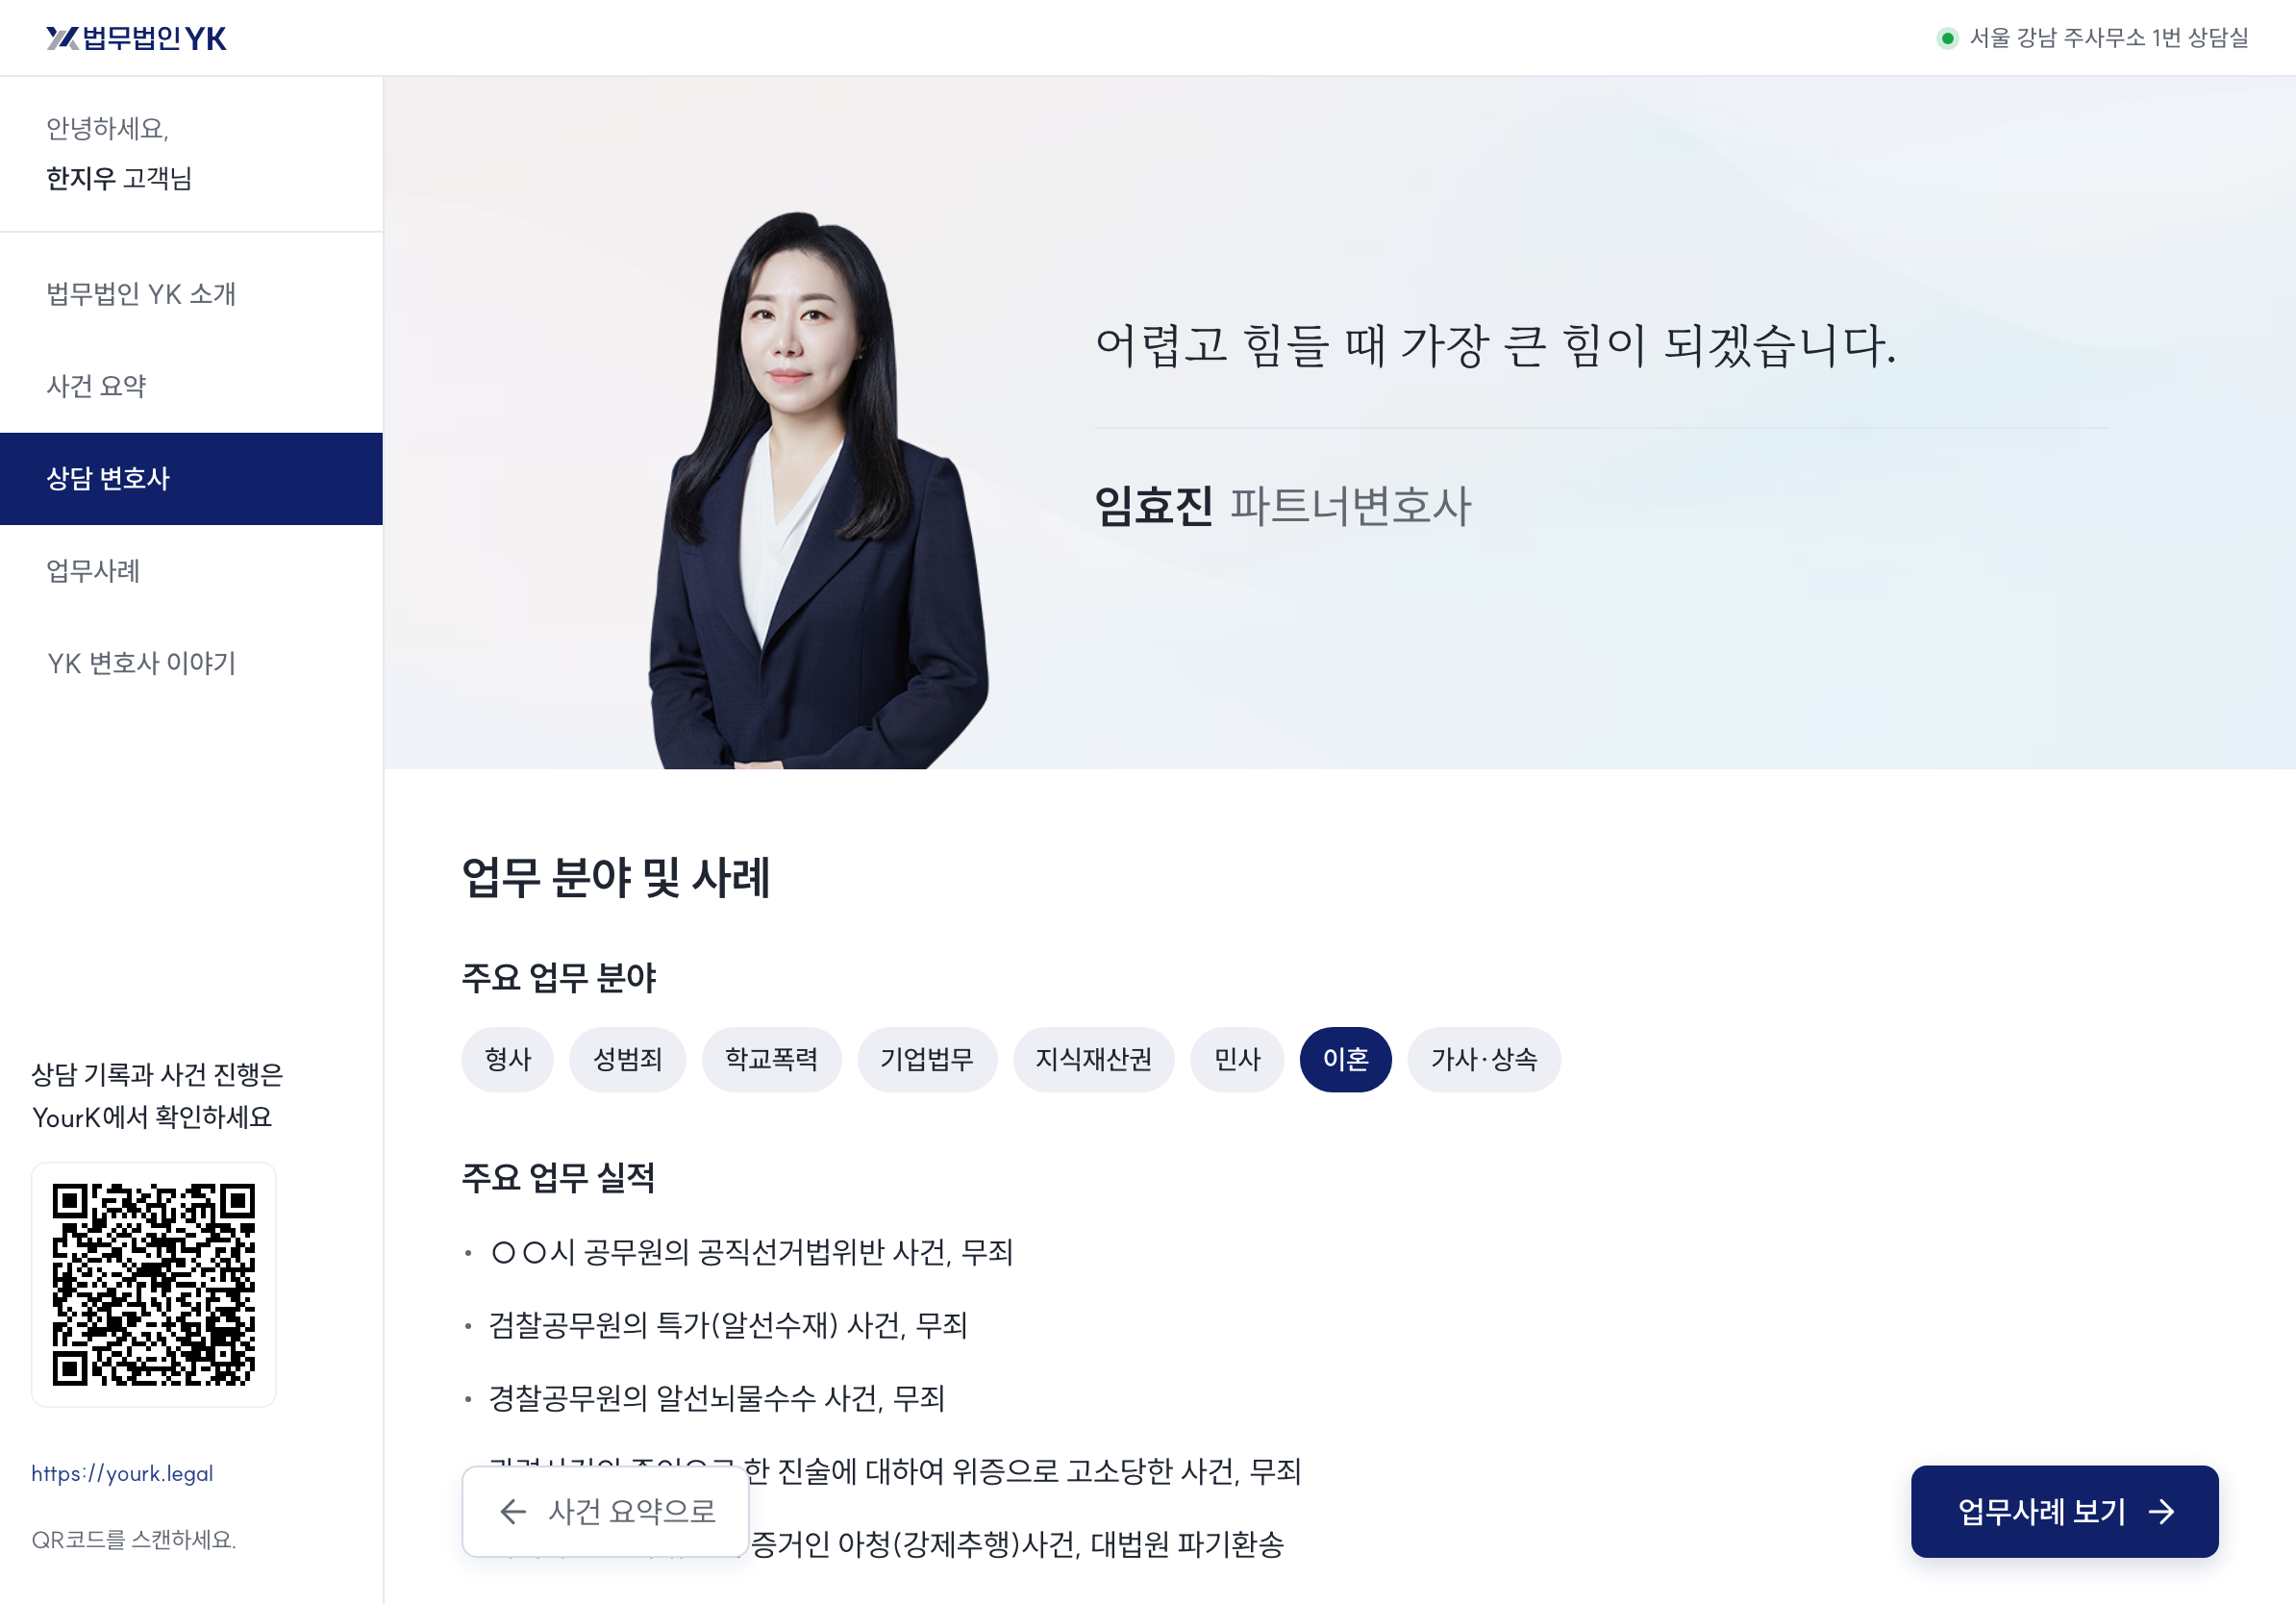 법무법인 YK
서울 강남 주사무소 1번 상담실
안녕하세요,
한지우 고객님
법무법인 YK 소개
사건 요약
상담 변호사
업무사례
YK 변호사 이야기
상담 기록과 사건 진행은
YourK에서 확인하세요
https://yourk.legal
QR코드를 스캔하세요.
어렵고 힘들 때 가장 큰 힘이 되겠습니다.
임효진 파트너변호사
업무 분야 및 사례
주요 업무 분야
형사 성범죄 학교폭력 기업법무 지식재산권 민사 이혼 가사·상속
주요 업무 실적
• ○○시 공무원의 공직선거법위반 사건, 무죄
• 검찰공무원의 특가(알선수재) 사건, 무죄
• 경찰공무원의 알선뇌물수수 사건, 무죄
한 진술에 대하여 위증으로 고소당한 사건, 무죄
증거인 아청(강제추행)사건, 대법원 파기환송
← 사건 요약으로
업무사례 보기 →